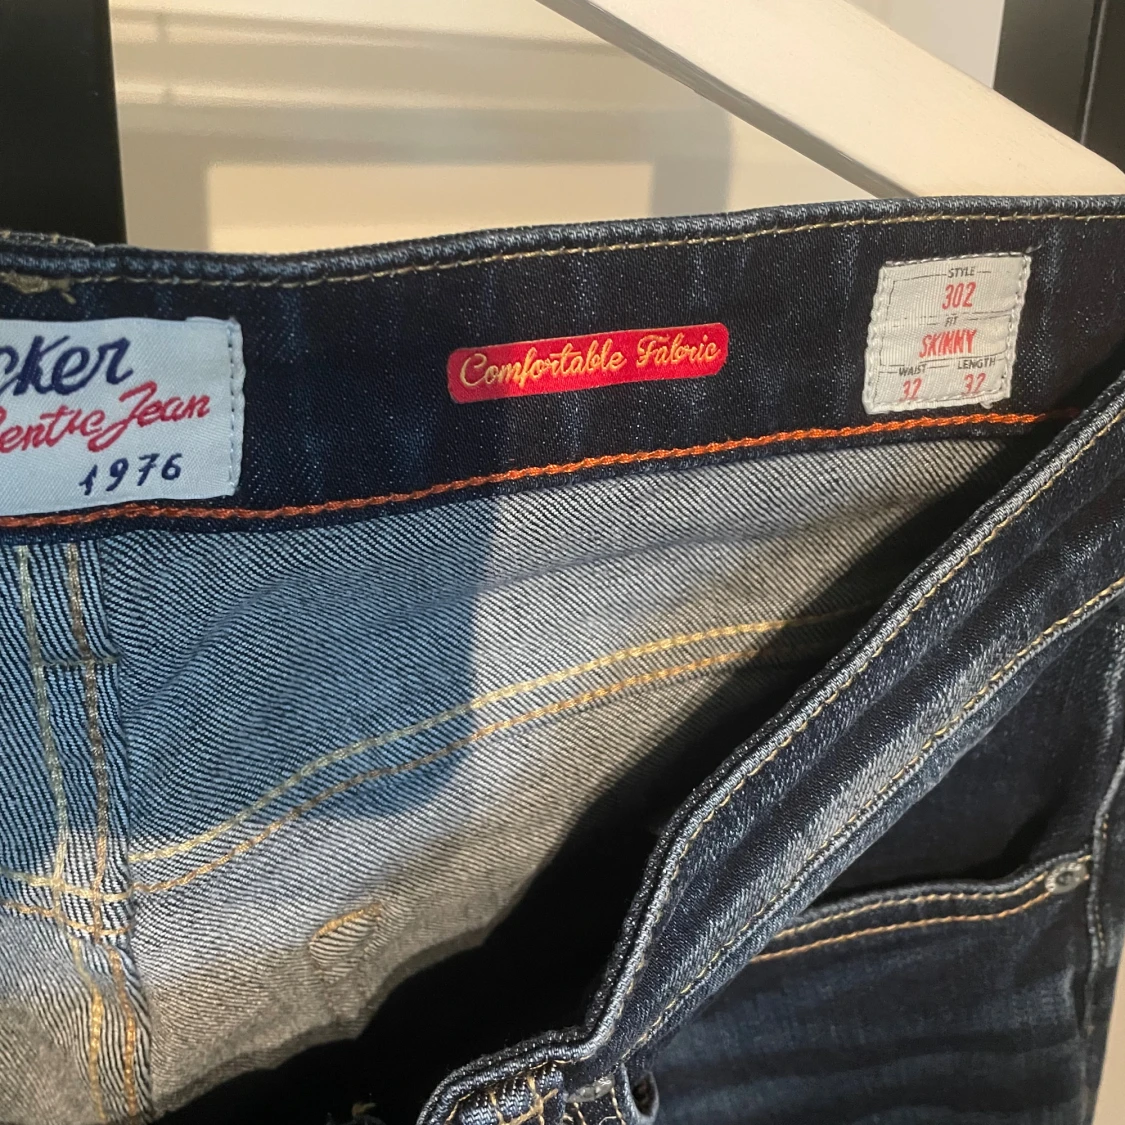 cker
entic Jean
1976
Comfortable Fabric
STYLE
302
FIT
SKINNY
WAIST LENGTH
32 32